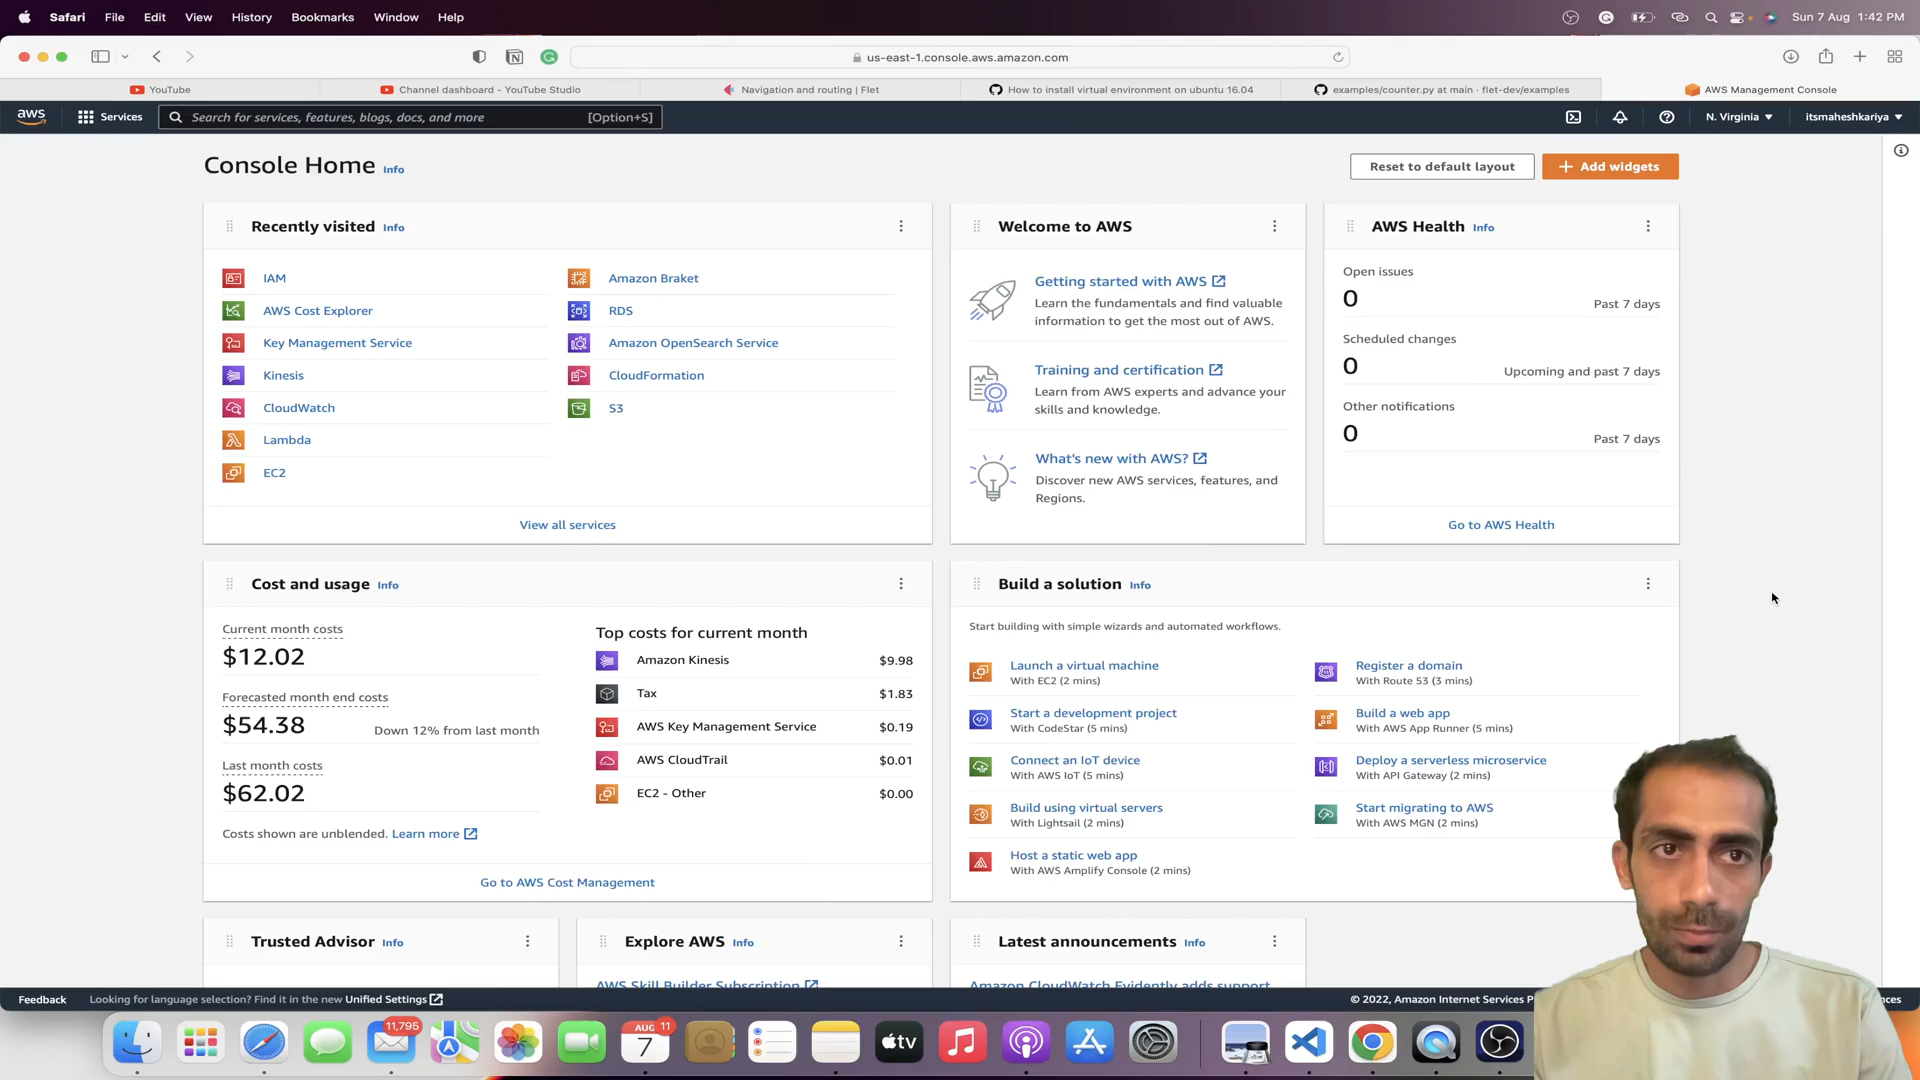 Safari File Edit View History Bookmarks Window Help Sun 7 Aug 1:42 PM
us-east-1.console.aws.amazon.com
YouTube Channel dashboard - YouTube Studio Navigation and routing | Flet How to install virtual environment on ubuntu 16.04 examples/counter.py at main · flet-dev/examples AWS Management Console
aws Services Search for services, features, blogs, docs, and more [Option+S] N. Virginia itsmaheshkariya
Console Home Info Reset to default layout Add widgets
Recently visited Info
IAM
AWS Cost Explorer
Key Management Service
Kinesis
CloudWatch
Lambda
EC2
Amazon Braket
RDS
Amazon OpenSearch Service
CloudFormation
S3
View all services
Welcome to AWS
Getting started with AWS
Learn the fundamentals and find valuable
information to get the most out of AWS.
Training and certification
Learn from AWS experts and advance your
skills and knowledge.
What's new with AWS?
Discover new AWS services, features, and
Regions.
AWS Health Info
Open issues
0 Past 7 days
Scheduled changes
0 Upcoming and past 7 days
Other notifications
0 Past 7 days
Go to AWS Health
Cost and usage Info
Current month costs
$12.02
Forecasted month end costs
$54.38 Down 12% from last month
Last month costs
$62.02
Costs shown are unblended. Learn more
Top costs for current month
Amazon Kinesis $9.98
Tax $1.83
AWS Key Management Service $0.19
AWS CloudTrail $0.01
EC2 - Other $0.00
Go to AWS Cost Management
Build a solution Info
Start building with simple wizards and automated workflows.
Launch a virtual machine
With EC2 (2 mins)
Start a development project
With CodeStar (5 mins)
Connect an IoT device
With AWS IoT (5 mins)
Build using virtual servers
With Lightsail (2 mins)
Host a static web app
With AWS Amplify Console (2 mins)
Register a domain
With Route 53 (3 mins)
Build a web app
With AWS App Runner (5 mins)
Deploy a serverless microservice
With API Gateway (2 mins)
Start migrating to AWS
With AWS MGN (2 mins)
Trusted Advisor Info
Explore AWS Info
AWS Skill Builder Subscription
Latest announcements Info
Amazon CloudWatch Evidently adds support
Feedback Looking for language selection? Find it in the new Unified Settings © 2022, Amazon Internet Services
11,795
AUG 11
7
tv